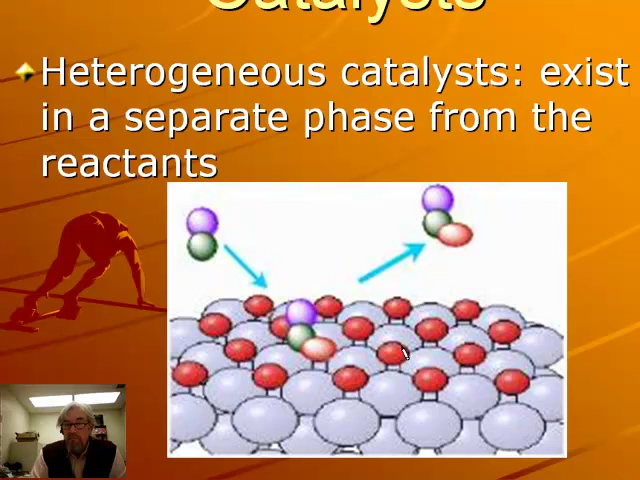 Catalysts
Heterogeneous catalysts: exist
in a separate phase from the
reactants